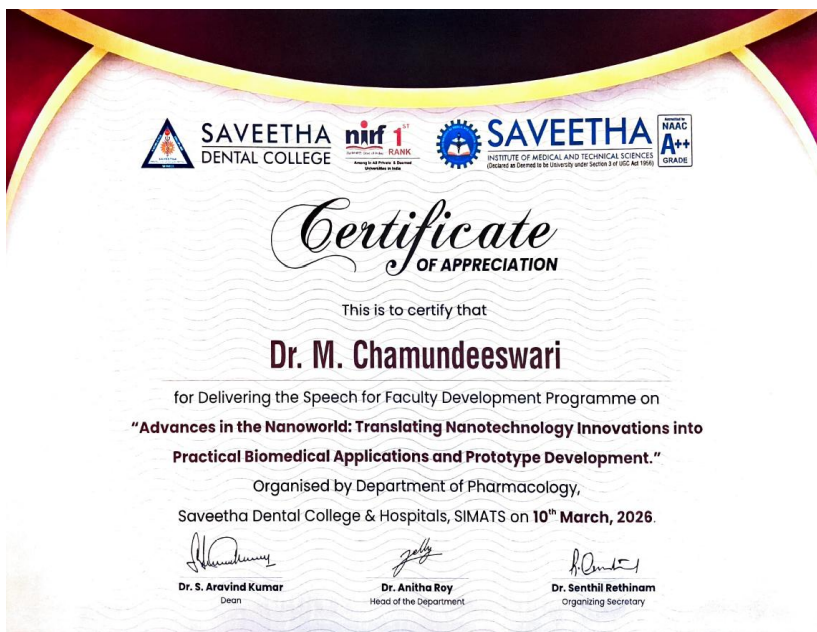 SAVEETHA
DENTAL COLLEGE
nirf 1ST RANK
Among in All Private & Deemed
Universities in India
SAVEETHA
INSTITUTE OF MEDICAL AND TECHNICAL SCIENCES
(Declared as Deemed to be University under Section 3 of UGC Act 1956)
NAAC
A++
GRADE
Certificate
OF APPRECIATION
This is to certify that
Dr. M. Chamundeeswari
for Delivering the Speech for Faculty Development Programme on
“Advances in the Nanoworld: Translating Nanotechnology Innovations into
Practical Biomedical Applications and Prototype Development.”
Organised by Department of Pharmacology,
Saveetha Dental College & Hospitals, SIMATS on 10th March, 2026.
Dr. S. Aravind Kumar
Dean
Dr. Anitha Roy
Head of the Department
Dr. Senthil Rethinam
Organizing Secretary